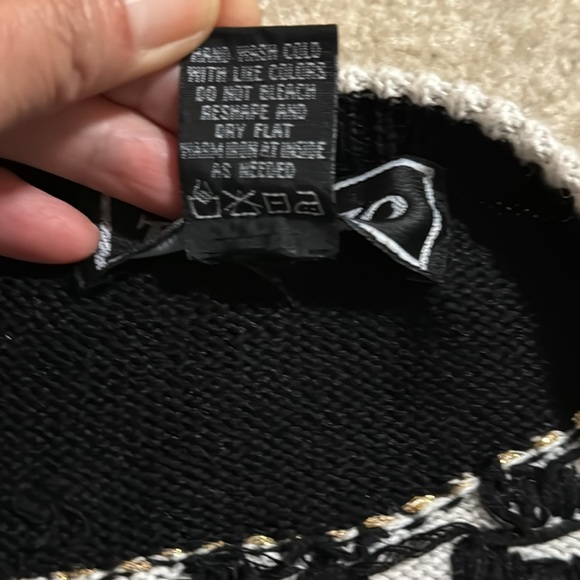 HAND WASH COLD
WITH LIKE COLORS
DO NOT BLEACH
RESHAPE AND
DRY FLAT
WARM IRON AT INSIDE
AS NEEDED